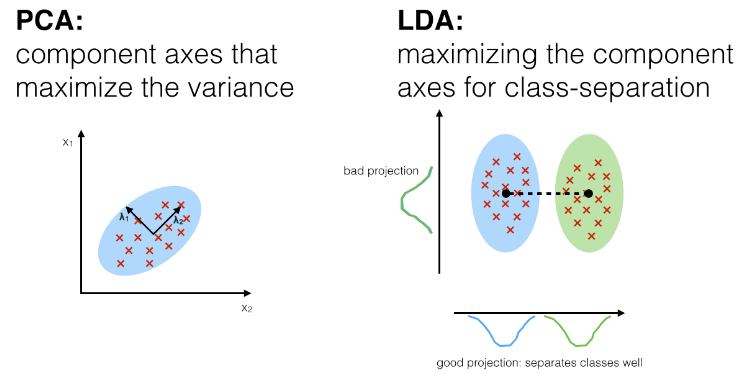 PCA:
component axes that
maximize the variance
LDA:
maximizing the component
axes for class-separation
x1
λ1
λ2
x2
bad projection
good projection: separates classes well